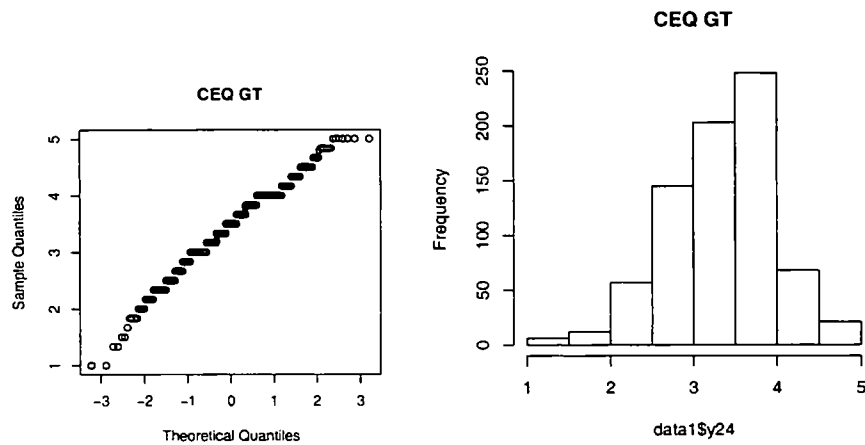 CEQ GT
Sample Quantiles
5
4
3
2
1
−3 −2 −1 0 1 2 3
Theoretical Quantiles
CEQ GT
Frequency
250
200
150
100
50
0
1 2 3 4 5
data1$y24